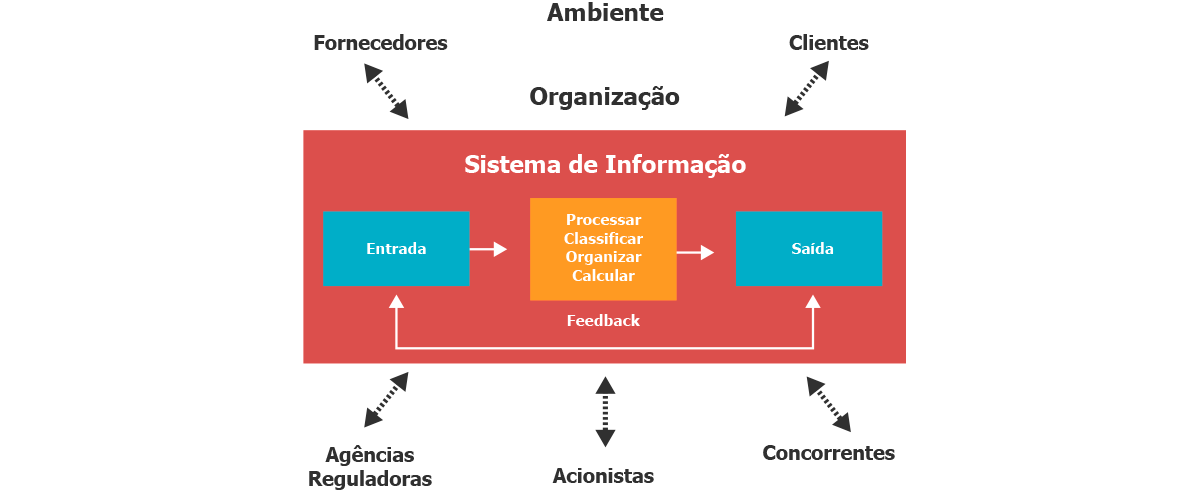 Ambiente
Fornecedores
Clientes
Organização
Sistema de Informação
Entrada
Processar
Classificar
Organizar
Calcular
Saída
Feedback
Agências
Reguladoras
Acionistas
Concorrentes